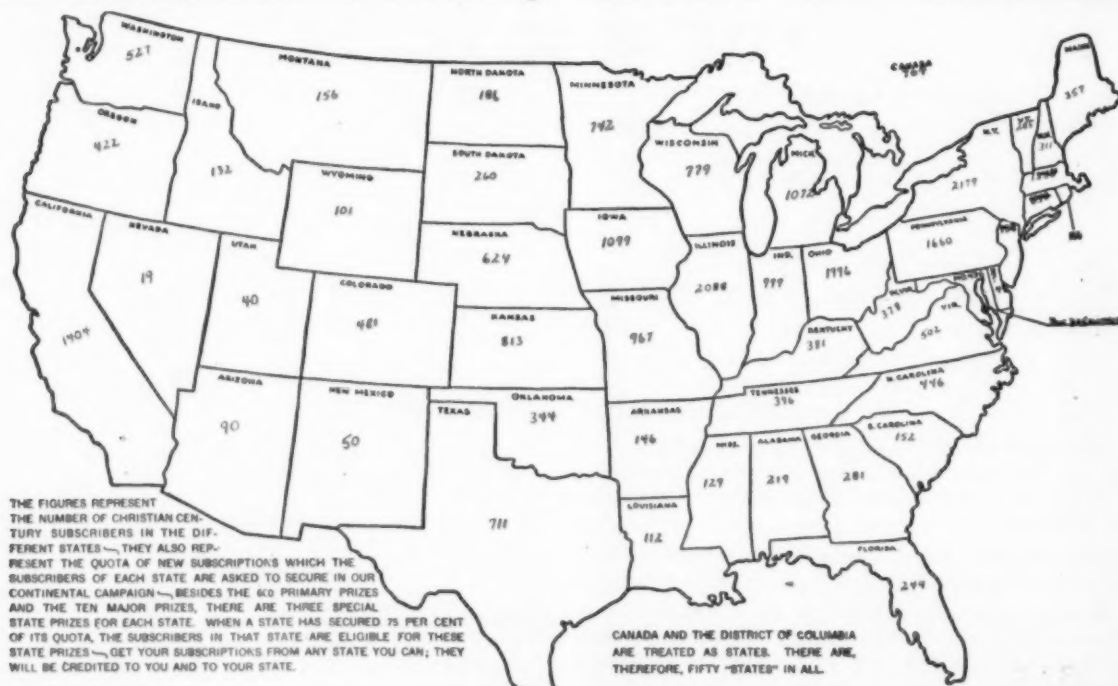 WASHINGTON
527
OREGON
422
IDAHO
132
MONTANA
156
WYOMING
101
NORTH DAKOTA
186
SOUTH DAKOTA
260
NEBRASKA
624
KANSAS
813
COLORADO
481
UTAH
40
NEVADA
19
CALIFORNIA
1404
ARIZONA
90
NEW MEXICO
50
TEXAS
711
OKLAHOMA
344
MINNESOTA
742
IOWA
1099
MISSOURI
967
ARKANSAS
146
LOUISIANA
112
WISCONSIN
779
ILLINOIS
2088
MICH.
1072
IND.
999
OHIO
1996
KENTUCKY
381
TENNESSEE
396
MISS.
129
ALABAMA
219
GEORGIA
281
FLORIDA
244
S. CAROLINA
152
N. CAROLINA
446
VIR.
502
W. VIR.
378
PENNSYLVANIA
1660
N.Y.
2179
VT.
N.H.
311
MAINE
357
CANADA
THE FIGURES REPRESENT
THE NUMBER OF CHRISTIAN CEN-
TURY SUBSCRIBERS IN THE DIF-
FERENT STATES — THEY ALSO REP-
RESENT THE QUOTA OF NEW SUBSCRIPTIONS WHICH THE
SUBSCRIBERS OF EACH STATE ARE ASKED TO SECURE IN OUR
CONTINENTAL CAMPAIGN — BESIDES THE 600 PRIMARY PRIZES
AND THE TEN MAJOR PRIZES, THERE ARE THREE SPECIAL
STATE PRIZES FOR EACH STATE. WHEN A STATE HAS SECURED 75 PER CENT
OF ITS QUOTA, THE SUBSCRIBERS IN THAT STATE ARE ELIGIBLE FOR THESE
STATE PRIZES — GET YOUR SUBSCRIPTIONS FROM ANY STATE YOU CAN; THEY
WILL BE CREDITED TO YOU AND TO YOUR STATE.
CANADA AND THE DISTRICT OF COLUMBIA
ARE TREATED AS STATES. THERE ARE,
THEREFORE, FIFTY "STATES" IN ALL.